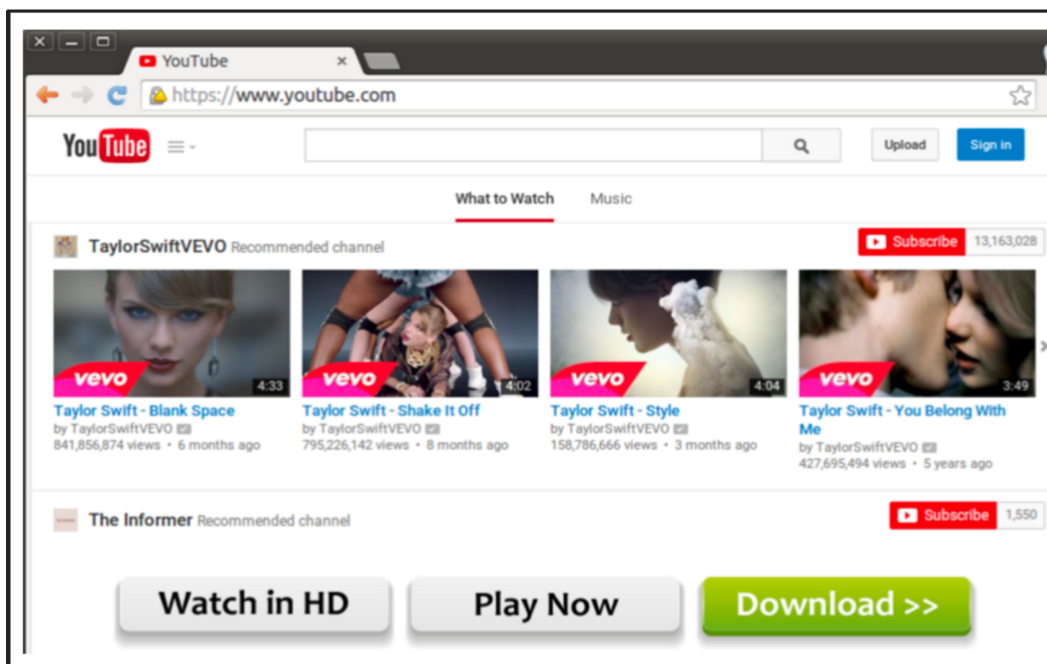 YouTube
https://www.youtube.com
YouTube
Upload
Sign in
What to Watch
Music
TaylorSwiftVEVO Recommended channel
Subscribe 13,163,028
vevo
4:33
vevo
4:02
vevo
4:04
vevo
3:49
Taylor Swift - Blank Space
by TaylorSwiftVEVO
841,856,874 views • 6 months ago
Taylor Swift - Shake It Off
by TaylorSwiftVEVO
795,226,142 views • 8 months ago
Taylor Swift - Style
by TaylorSwiftVEVO
158,786,666 views • 3 months ago
Taylor Swift - You Belong With
Me
by TaylorSwiftVEVO
427,695,494 views • 5 years ago
The Informer Recommended channel
Subscribe 1,550
Watch in HD
Play Now
Download >>